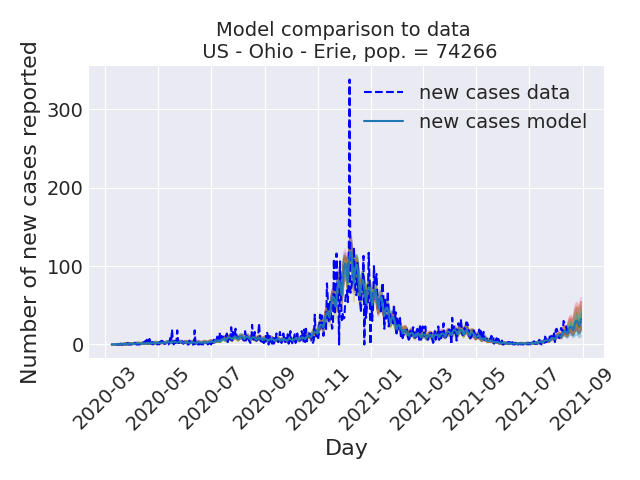 Model comparison to data
US - Ohio - Erie, pop. = 74266
Number of new cases reported
300
200
100
0
new cases data
new cases model
2020-03
2020-05
2020-07
2020-09
2020-11
2021-01
2021-03
2021-05
2021-07
2021-09
Day